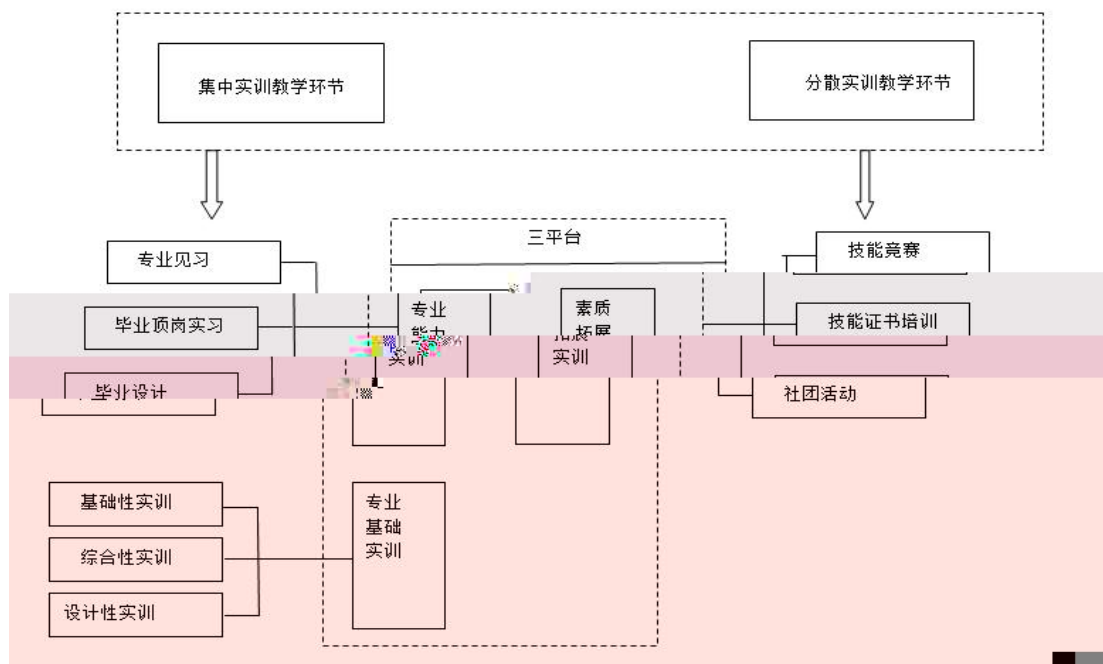 集中实训教学环节
分散实训教学环节
三平台
专业见习
毕业顶岗实习
毕业设计
专业
能力
实训
素质
拓展
实训
技能竞赛
技能证书培训
社团活动
基础性实训
综合性实训
设计性实训
专业
基础
实训